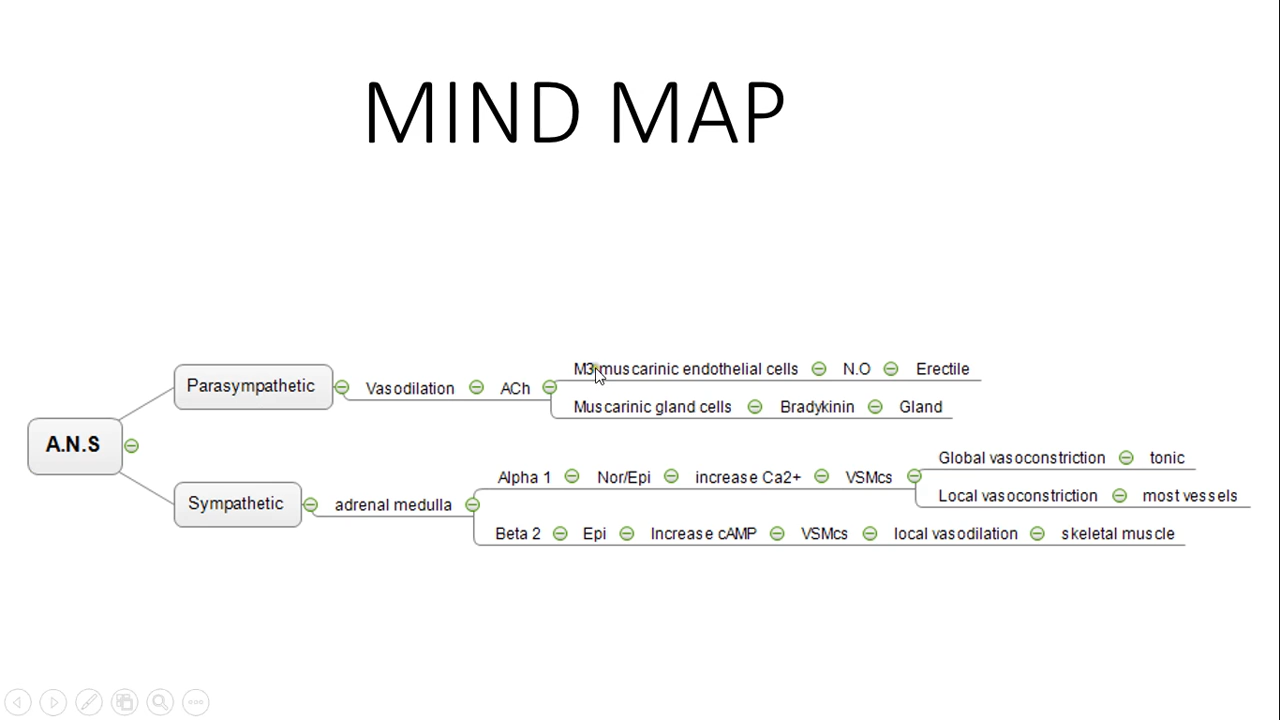 MIND MAP
A.N.S
Parasympathetic
Vasodilation
ACh
M3 muscarinic endothelial cells
N.O
Erectile
Muscarinic gland cells
Bradykinin
Gland
Sympathetic
adrenal medulla
Alpha 1
Nor/Epi
increase Ca2+
VSMcs
Global vasoconstriction
tonic
Local vasoconstriction
most vessels
Beta 2
Epi
Increase cAMP
VSMcs
local vasodilation
skeletal muscle